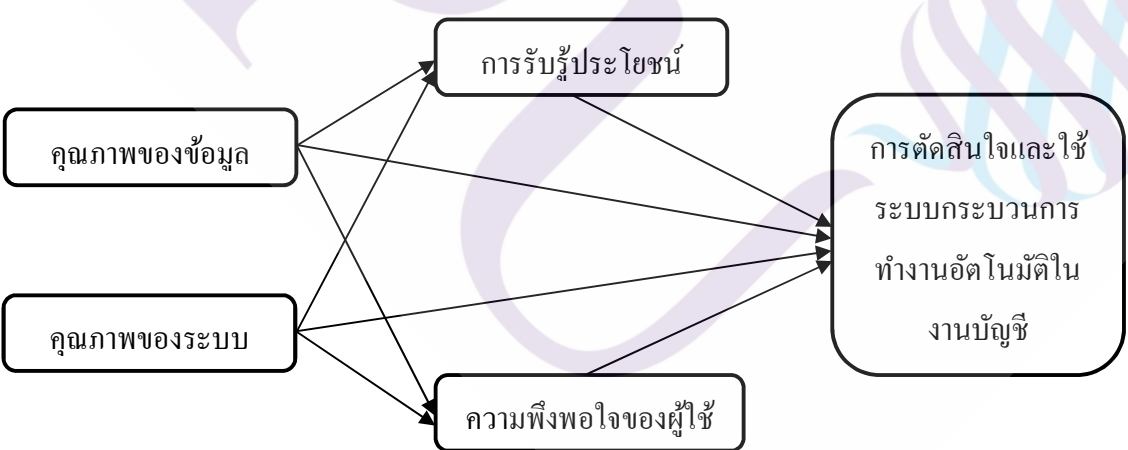 การรับรู้ประโยชน์
คุณภาพของข้อมูล
การตัดสินใจและใช้
ระบบกระบวนการ
ทำงานอัตโนมัติใน
งานบัญชี
คุณภาพของระบบ
ความพึงพอใจของผู้ใช้